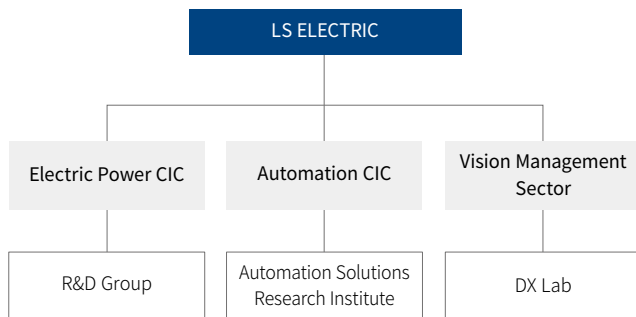 LS ELECTRIC
Electric Power CIC
Automation CIC
Vision Management
Sector
R&D Group
Automation Solutions
Research Institute
DX Lab